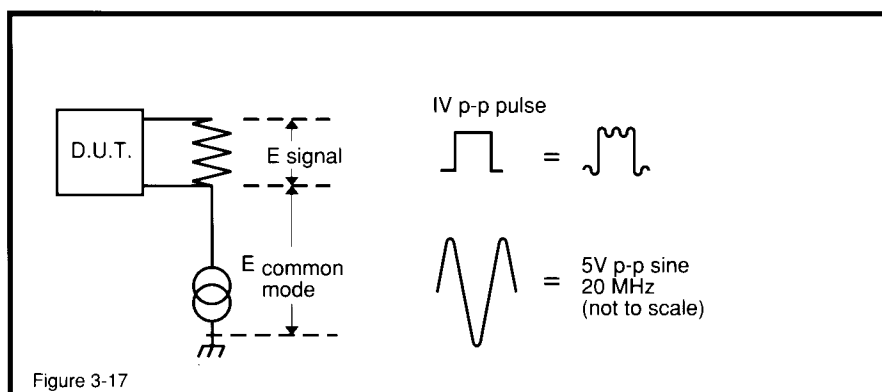 D.U.T.
E signal
E common
mode
IV p-p pulse
=
=
5V p-p sine
20 MHz
(not to scale)
Figure 3-17